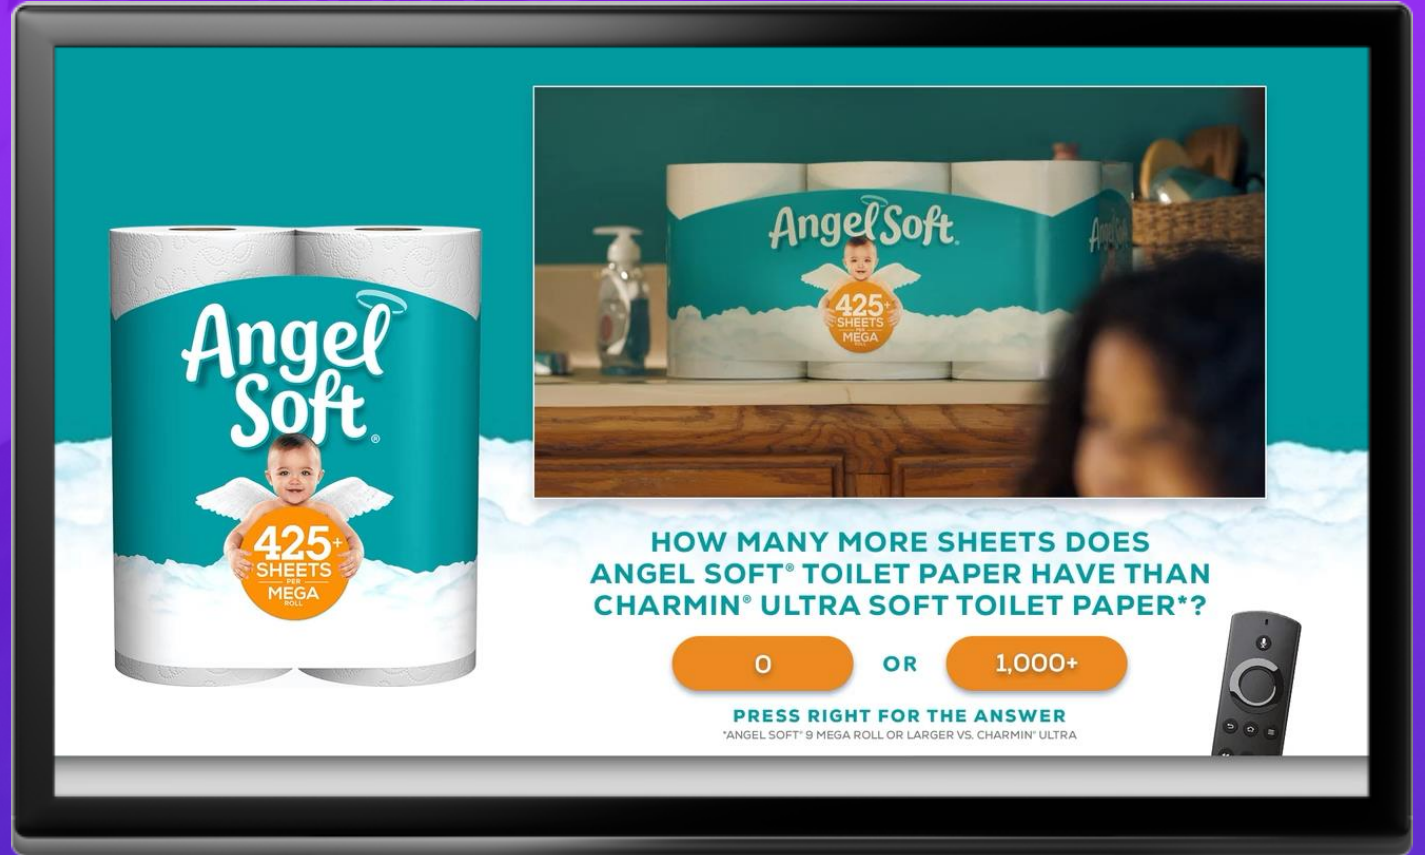 Angel
Soft®
425+
SHEETS
PER
MEGA
ROLL
Angel Soft®
425+
SHEETS
PER
MEGA
ROLL
HOW MANY MORE SHEETS DOES
ANGEL SOFT® TOILET PAPER HAVE THAN
CHARMIN® ULTRA SOFT TOILET PAPER*?
0 OR 1,000+
PRESS RIGHT FOR THE ANSWER
*ANGEL SOFT® 9 MEGA ROLL OR LARGER VS. CHARMIN® ULTRA